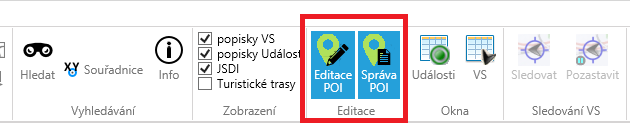 Hledat
X,Y Souřadnice
Info
Vyhledávání
popisky VS
popisky Událost
JSDI
Turistické trasy
Zobrazení
Editace
POI
Správa
POI
Editace
Události
VS
Okna
Sledovat
Pozastavit
Sledování VS